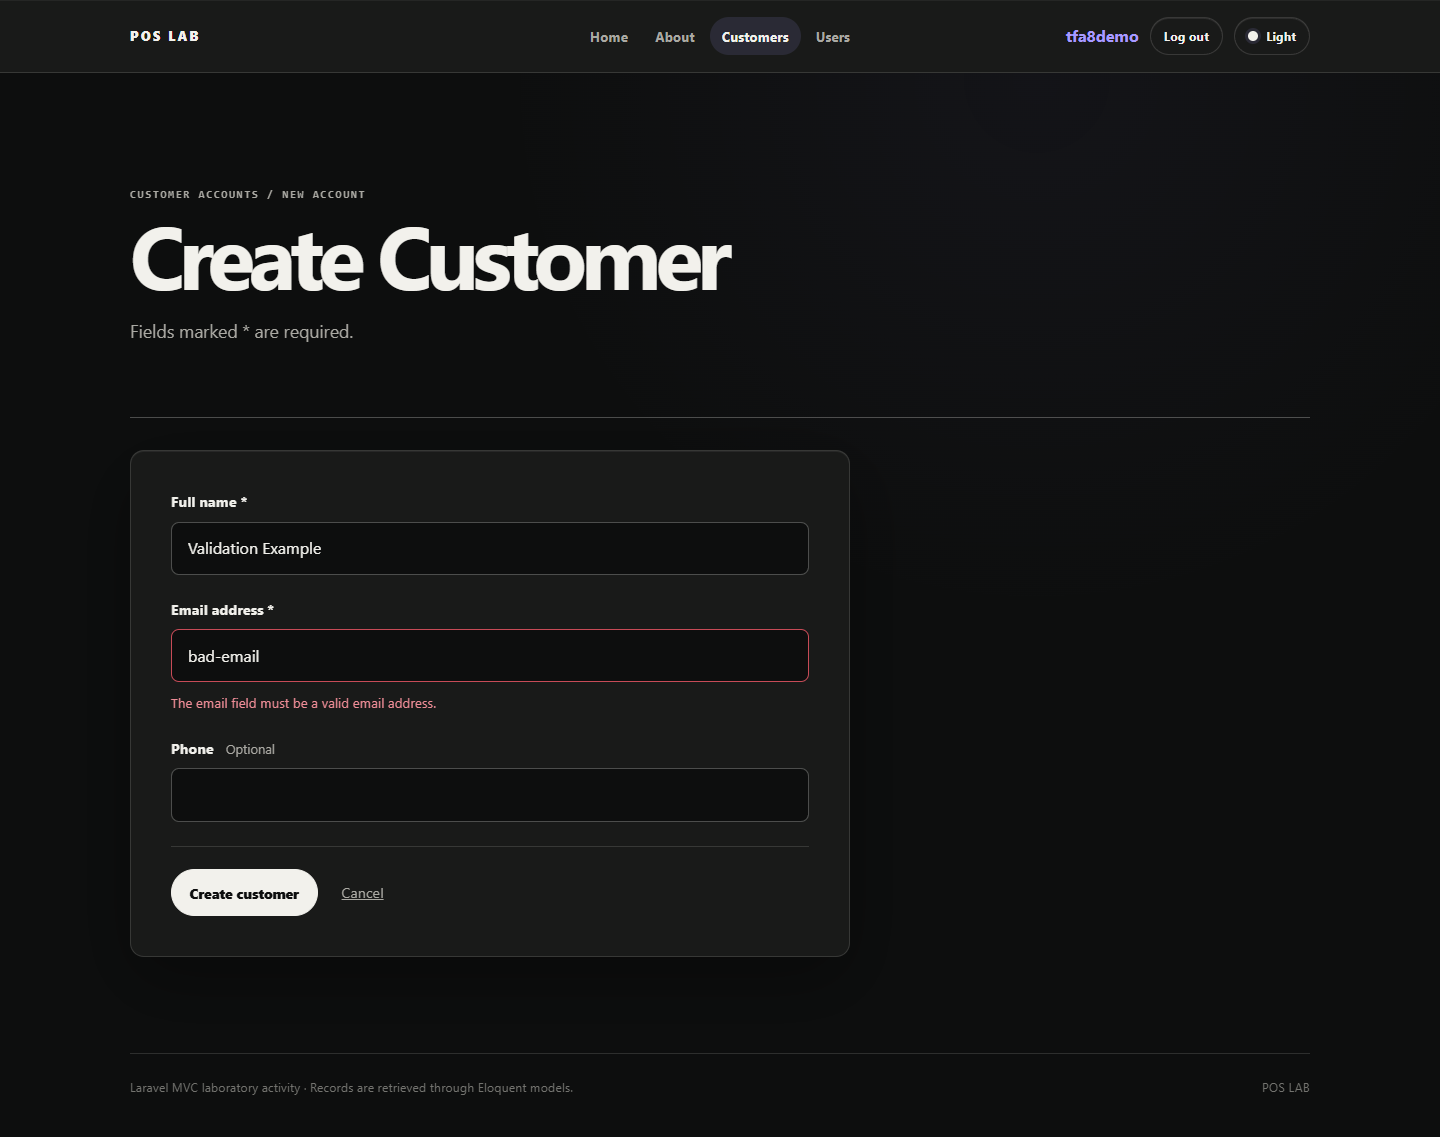 POS LAB
Home About Customers Users
tfa8demo Log out Light
CUSTOMER ACCOUNTS / NEW ACCOUNT
Create Customer
Fields marked * are required.
Full name *
Validation Example
Email address *
bad-email
The email field must be a valid email address.
Phone Optional
Create customer Cancel
Laravel MVC laboratory activity · Records are retrieved through Eloquent models.
POS LAB